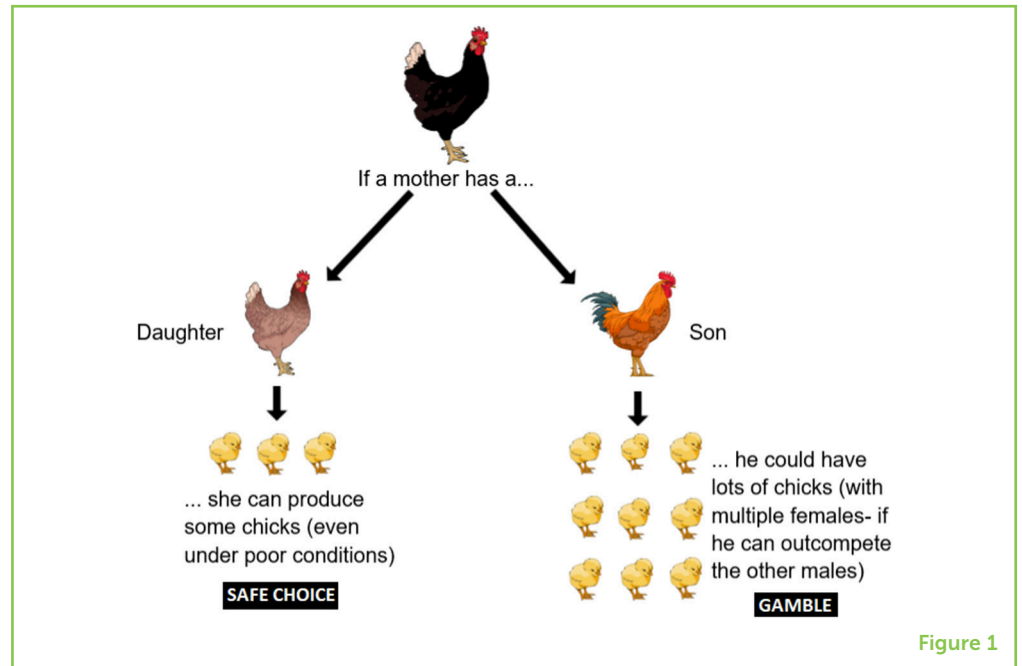 If a mother has a...
Daughter
Son
... she can produce
some chicks (even
under poor conditions)
SAFE CHOICE
... he could have
lots of chicks (with
multiple females- if
he can outcompete
the other males)
GAMBLE
Figure 1